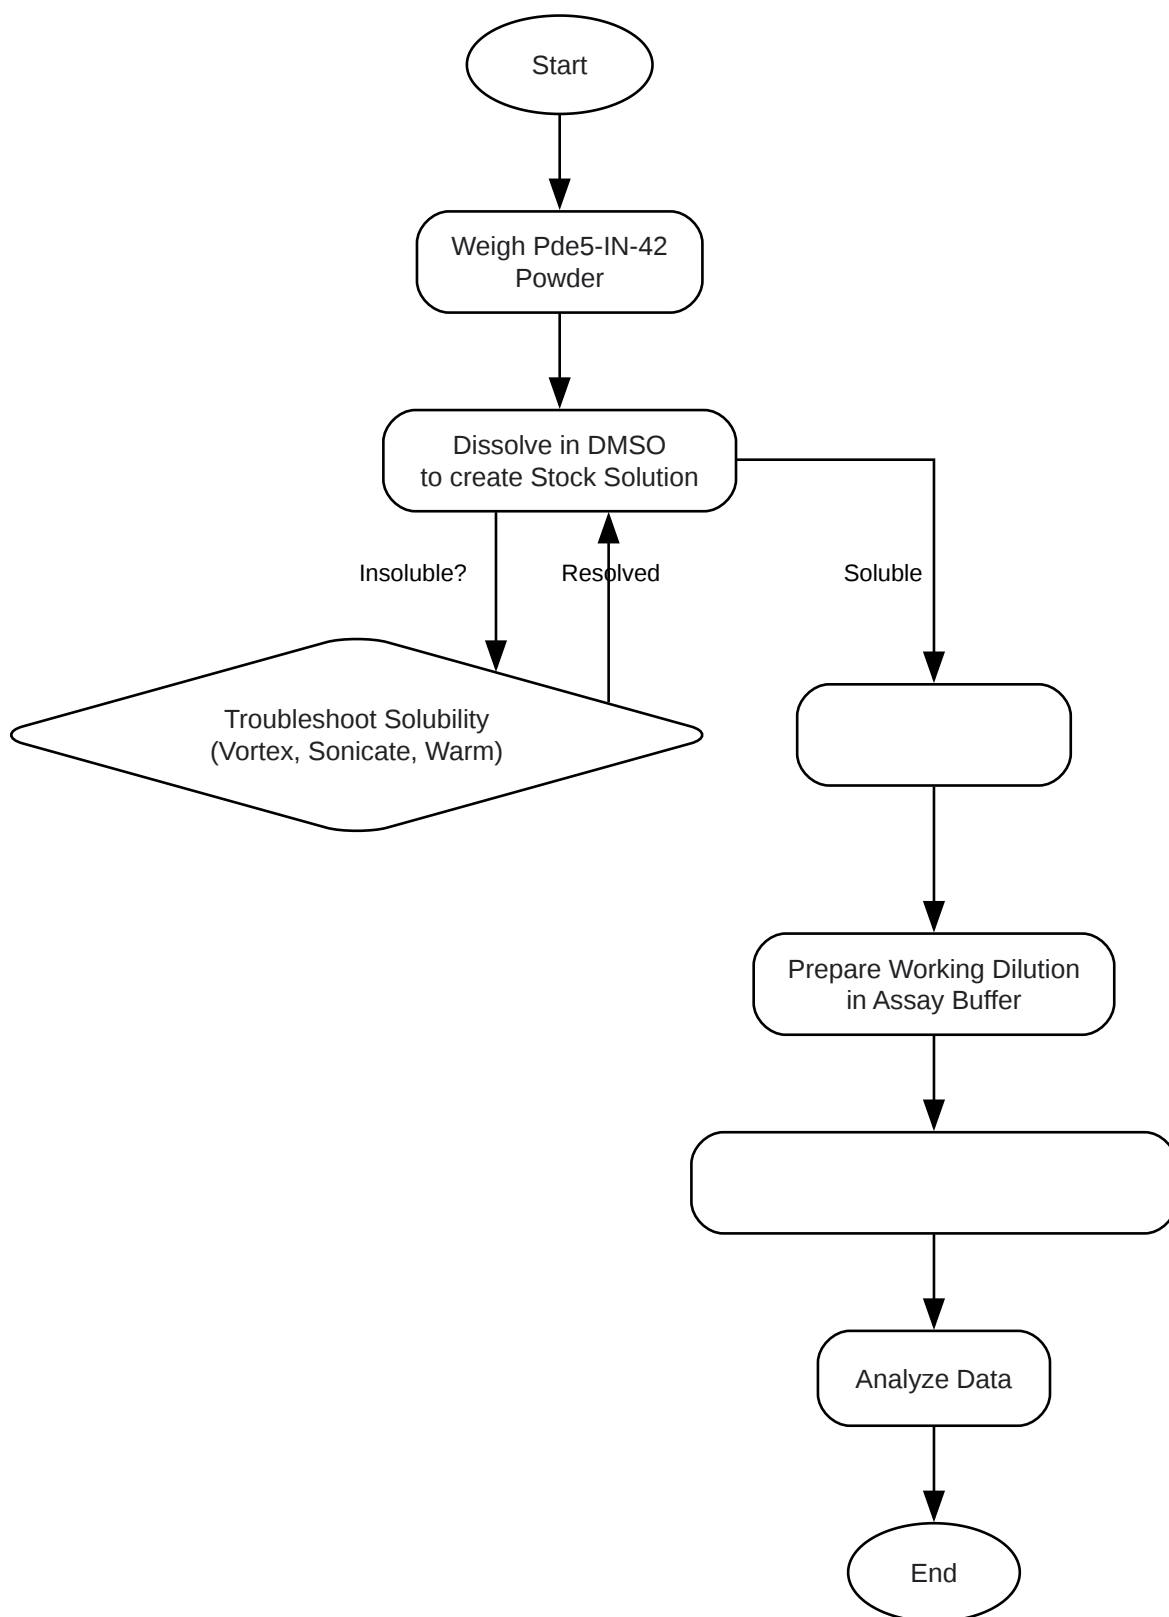 Start
Weigh Pde5-IN-42
Powder
Dissolve in DMSO
to create Stock Solution
Insoluble?
Resolved
Soluble
Troubleshoot Solubility
(Vortex, Sonicate, Warm)
Prepare Working Dilution
in Assay Buffer
Analyze Data
End